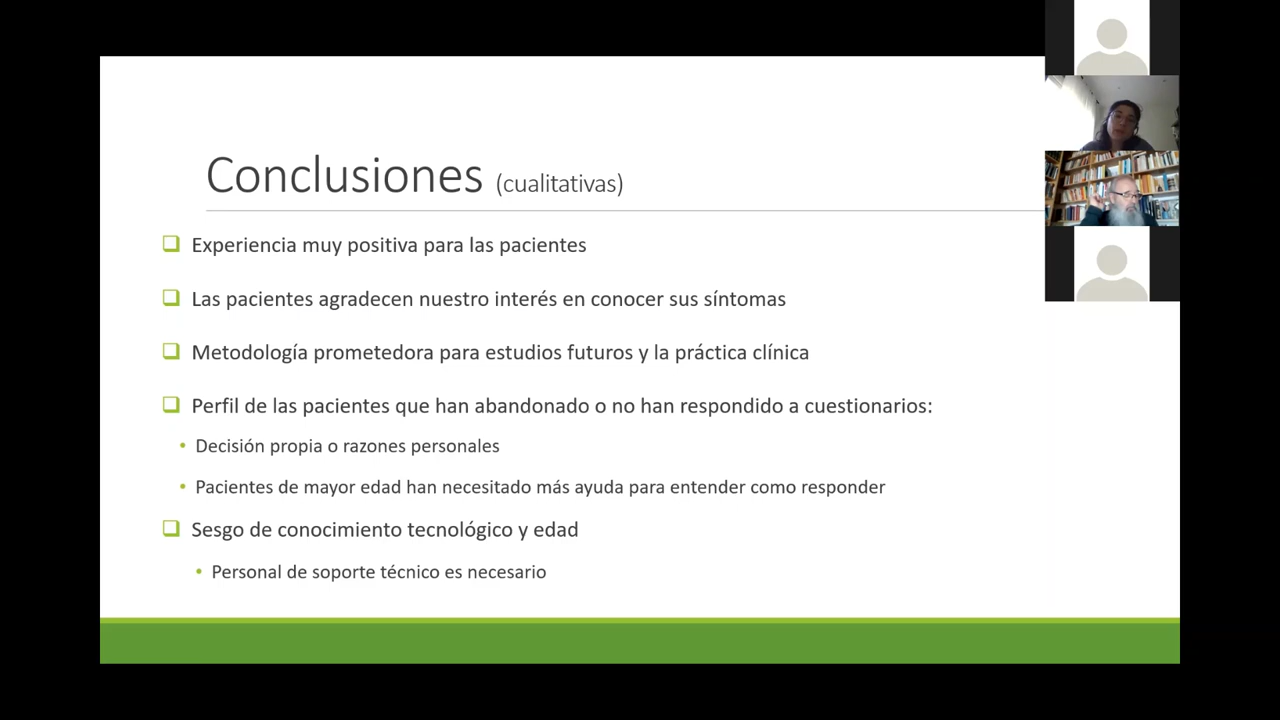 Conclusiones (cualitativas)
Experiencia muy positiva para las pacientes
Las pacientes agradecen nuestro interés en conocer sus síntomas
Metodología prometedora para estudios futuros y la práctica clínica
Perfil de las pacientes que han abandonado o no han respondido a cuestionarios:
Decisión propia o razones personales
Pacientes de mayor edad han necesitado más ayuda para entender como responder
Sesgo de conocimiento tecnológico y edad
Personal de soporte técnico es necesario